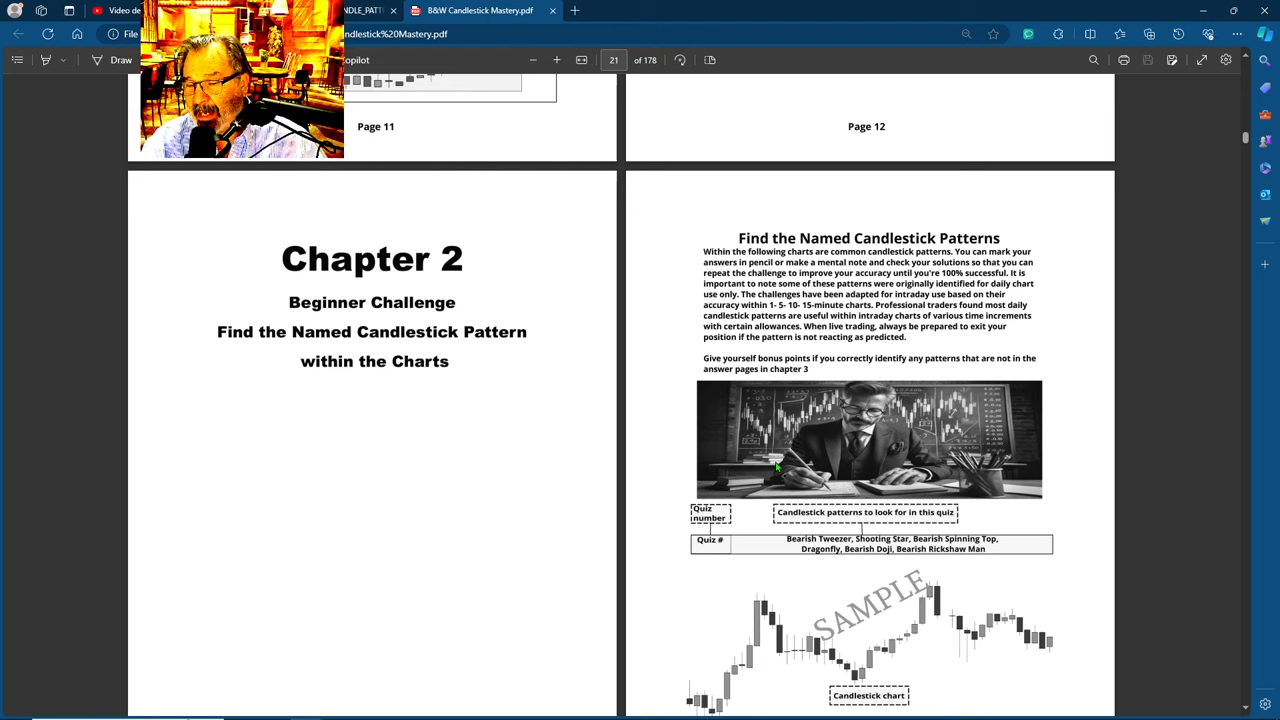 Video
NDLE_PATT
B&W Candlestick Mastery.pdf
File
ndlestick%20Mastery.pdf
Draw
opilot
21 of 178
Page 11
Page 12
Chapter 2
Beginner Challenge
Find the Named Candlestick Pattern
within the Charts
Find the Named Candlestick Patterns
Within the following charts are common candlestick patterns. You can mark your
answers in pencil or make a mental note and check your solutions so that you can
repeat the challenge to improve your accuracy until you're 100% successful. It is
important to note some of these patterns were originally identified for daily chart
use only. The challenges have been adapted for intraday use based on their
accuracy within 1- 5- 10- 15-minute charts. Professional traders found most daily
candlestick patterns are useful within intraday charts of various time increments
with certain allowances. When live trading, always be prepared to exit your
position if the pattern is not reacting as predicted.
Give yourself bonus points if you correctly identify any patterns that are not in the
answer pages in chapter 3
Quiz
number
Candlestick patterns to look for in this quiz
Quiz #
Bearish Tweezer, Shooting Star, Bearish Spinning Top,
Dragonfly, Bearish Doji, Bearish Rickshaw Man
SAMPLE
Candlestick chart